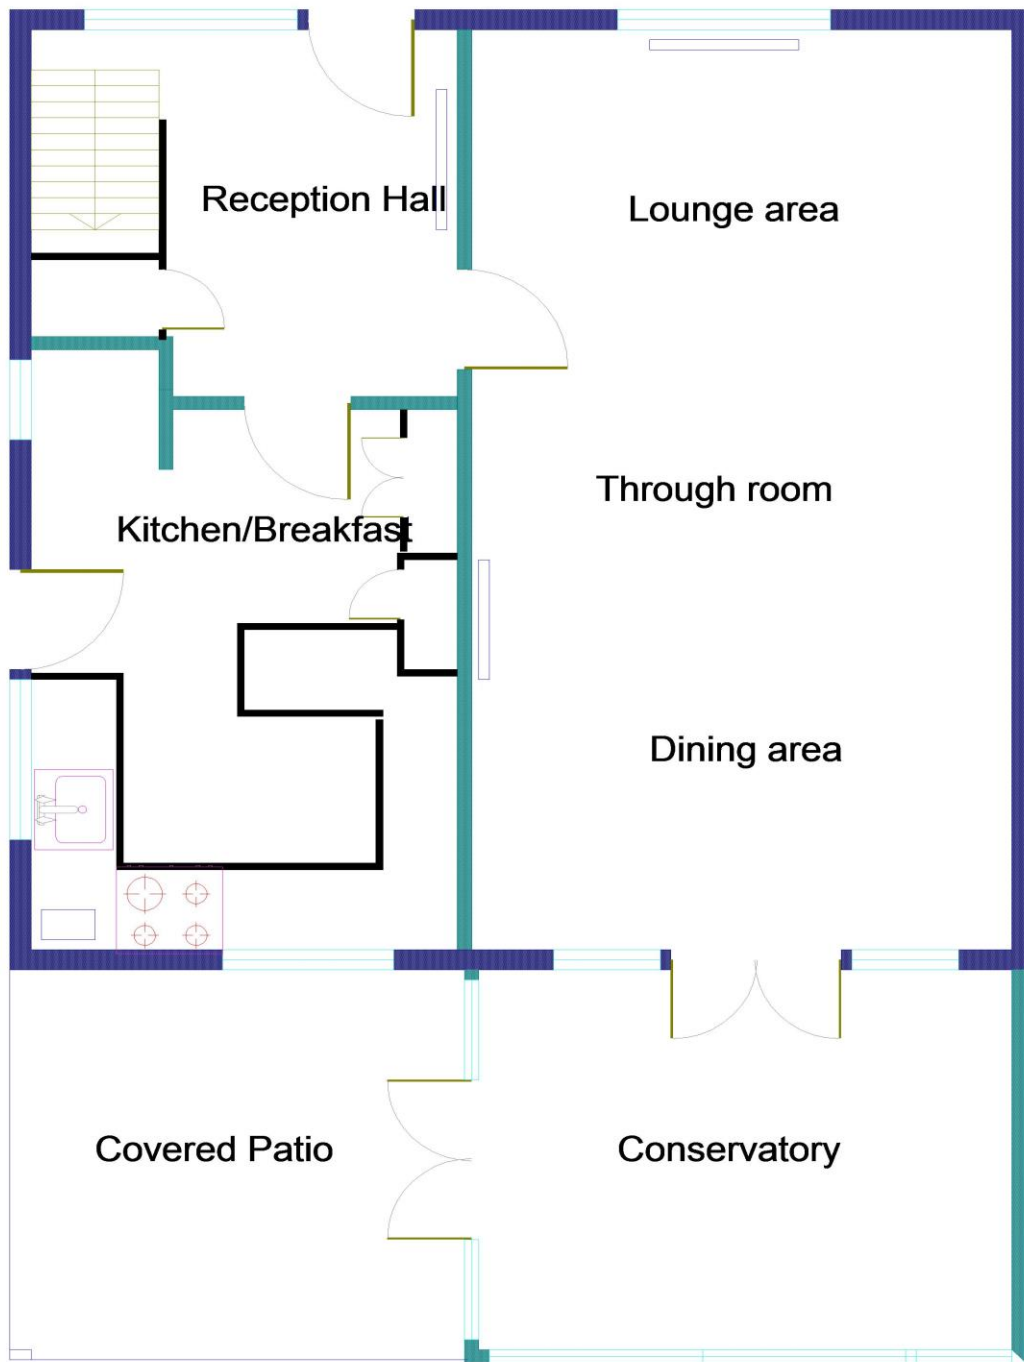 Reception Hall
Lounge area
Through room
Kitchen/Breakfast
Dining area
Covered Patio
Conservatory